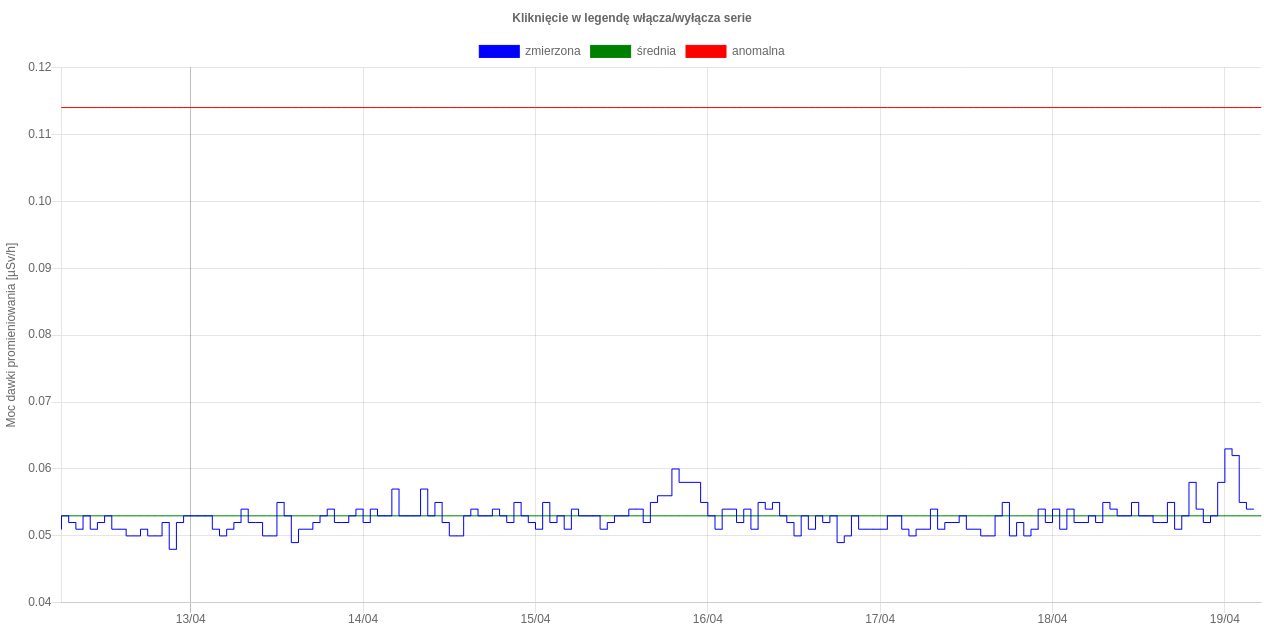 Kliknięcie w legendę włącza/wyłącza serie
zmierzona średnia anomalna
Moc dawki promieniowania [µSv/h]
0.12
0.11
0.10
0.09
0.08
0.07
0.06
0.05
0.04
13/04 14/04 15/04 16/04 17/04 18/04 19/04